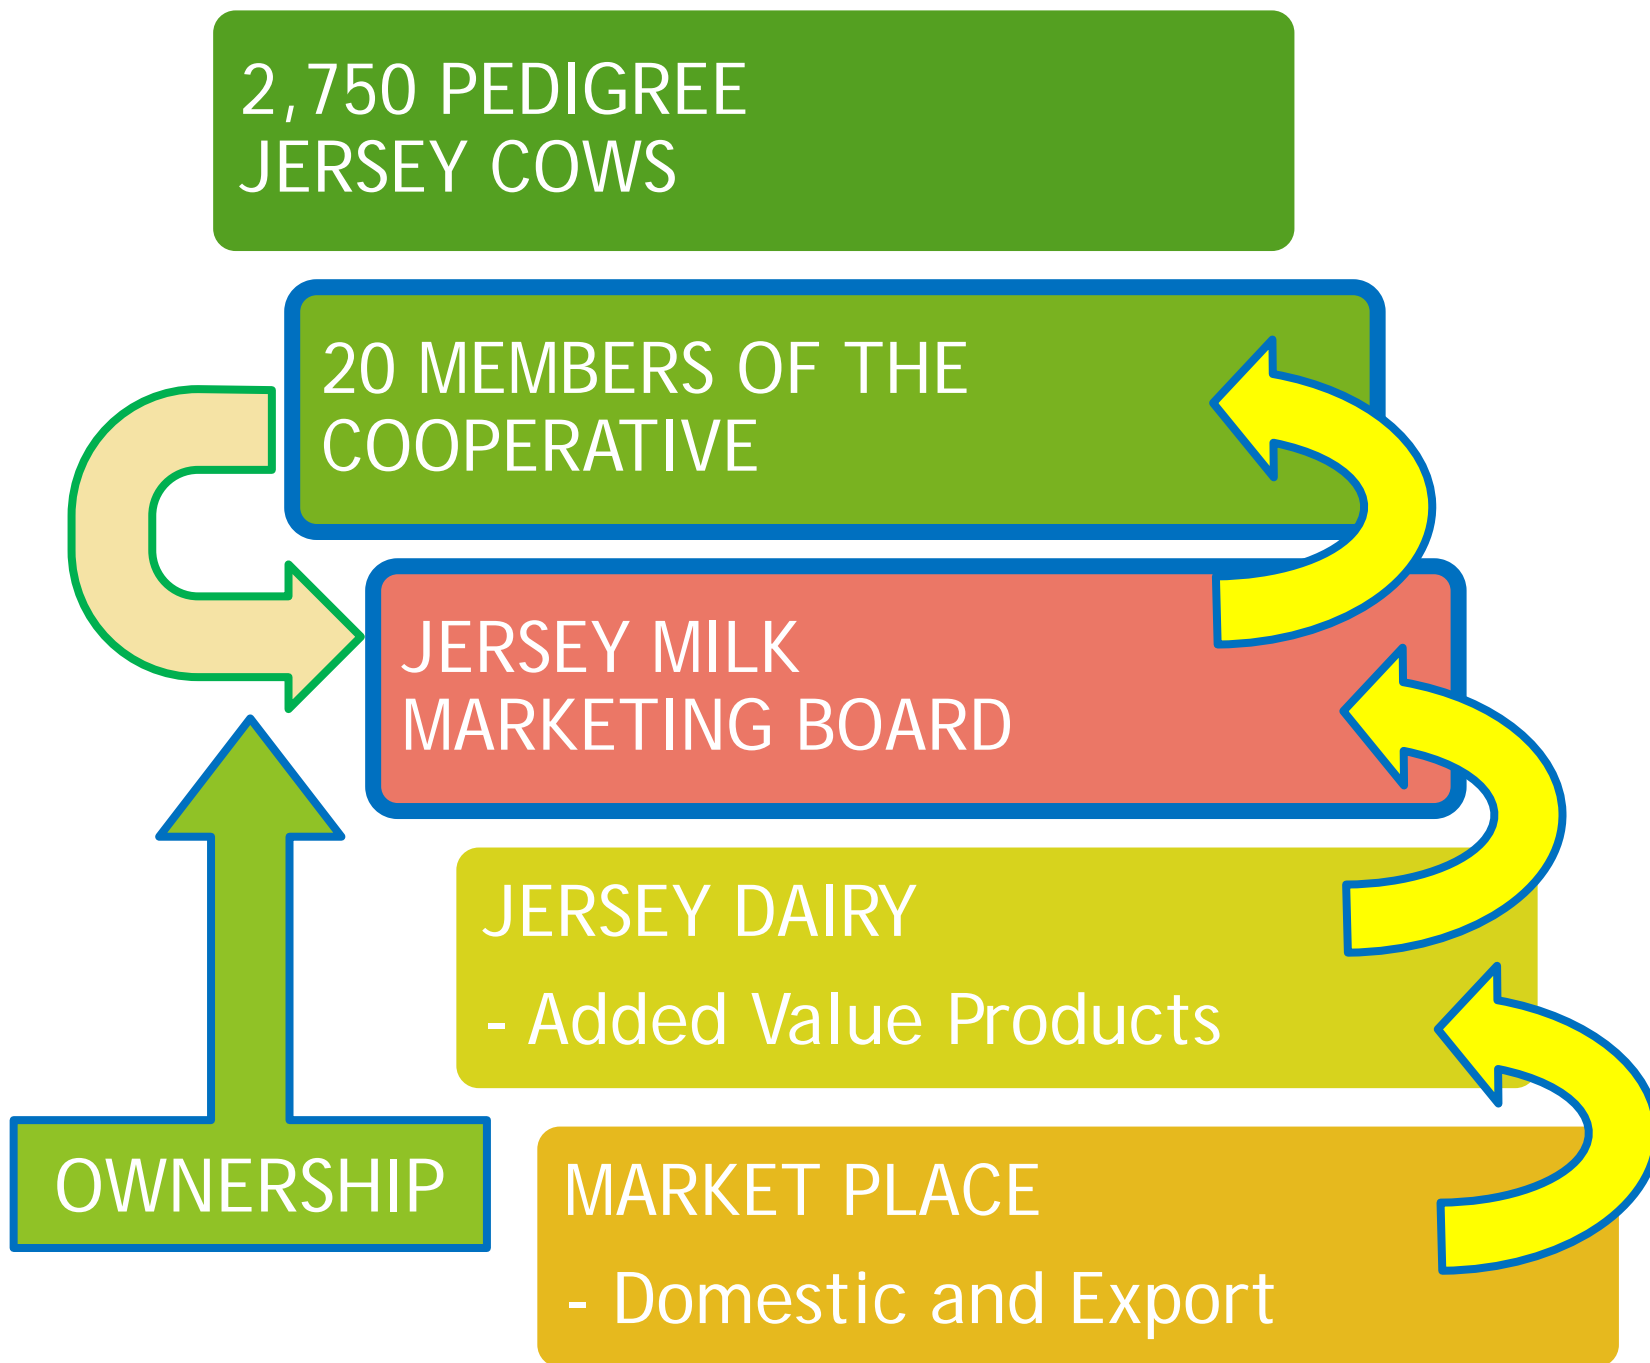 2,750 PEDIGREE
JERSEY COWS
20 MEMBERS OF THE
COOPERATIVE
JERSEY MILK
MARKETING BOARD
JERSEY DAIRY
- Added Value Products
OWNERSHIP
MARKET PLACE
- Domestic and Export